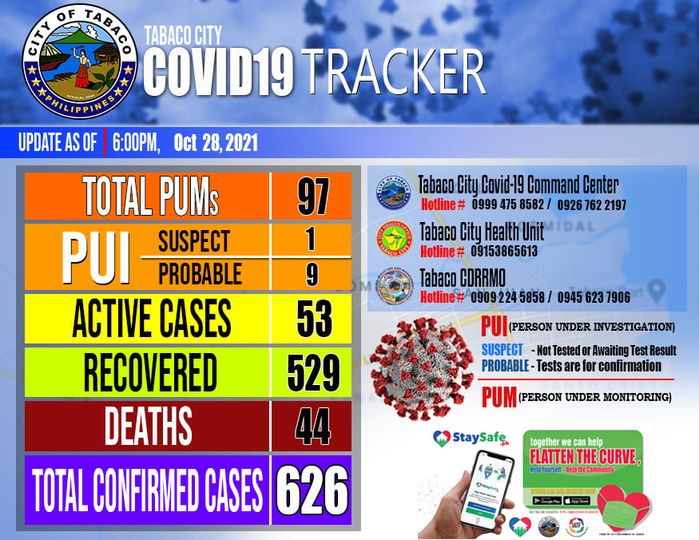 CITY OF TABACO
PHILIPPINES
TABACO CITY
COVID19 TRACKER
UPDATE AS OF 6:00PM, Oct 28, 2021
TOTAL PUMs 97
PUI
SUSPECT 1
PROBABLE 9
ACTIVE CASES 53
RECOVERED 529
DEATHS 44
TOTAL CONFIRMED CASES 626
Tabaco City Covid-19 Command Center
Hotline# 0999 475 8582 / 0926 762 2197
Tabaco City Health Unit
Hotline# 09153865613
Tabaco CDRRMO
Hotline# 0909 224 5858 / 0945 623 7906
PUI (PERSON UNDER INVESTIGATION)
SUSPECT - Not Tested or Awaiting Test Result
PROBABLE - Tests are for confirmation
PUM (PERSON UNDER MONITORING)
StaySafe.ph
StaySafe
together we can help
FLATTEN THE CURVE,
Help Yourself - Help the Community
Google Play
App Store